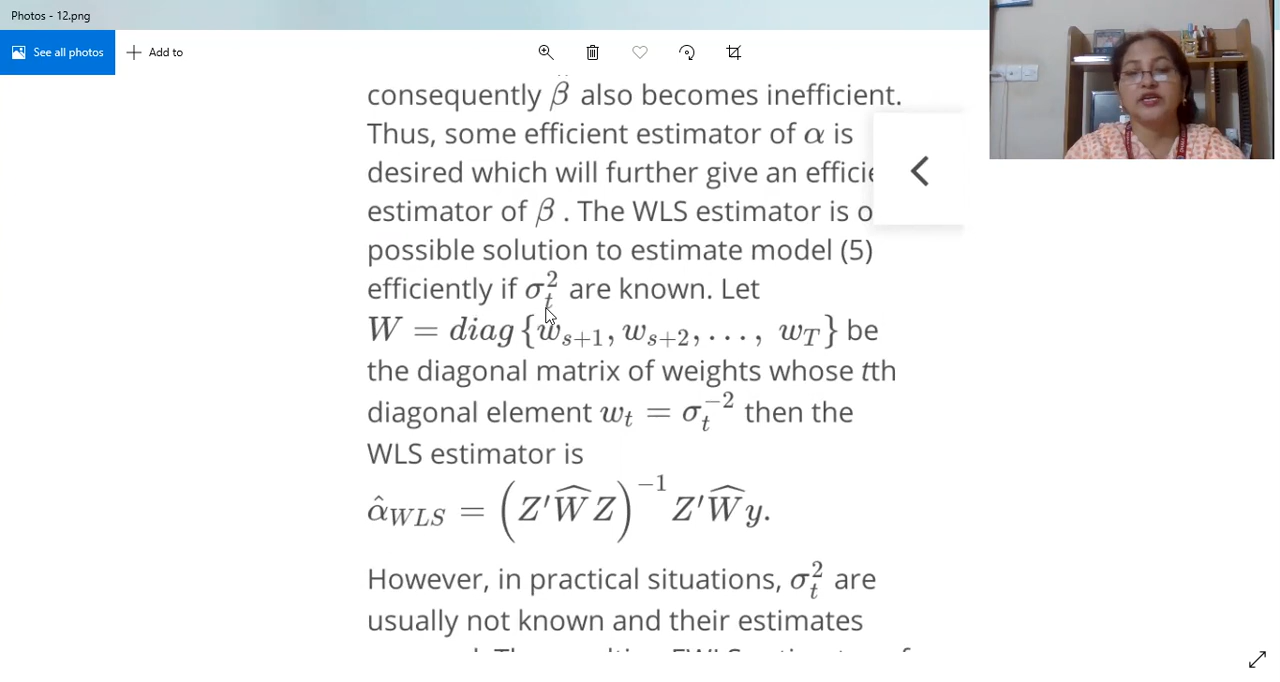 Photos - 12.png
See all photos
Add to
consequently β̂ also becomes inefficient.
Thus, some efficient estimator of α is
desired which will further give an
estimator of β . The WLS estimator is
possible solution to estimate model (5)
efficiently if σ_t^2 are known. Let
W = diag {w_{s+1}, w_{s+2}, . . . , w_T} be
the diagonal matrix of weights whose tth
diagonal element w_t = σ_t^{-2} then the
WLS estimator is
α̂_{WLS} = (Z′ŴZ)^{-1} Z′Ŵy.
However, in practical situations, σ_t^2 are
usually not known and their estimates